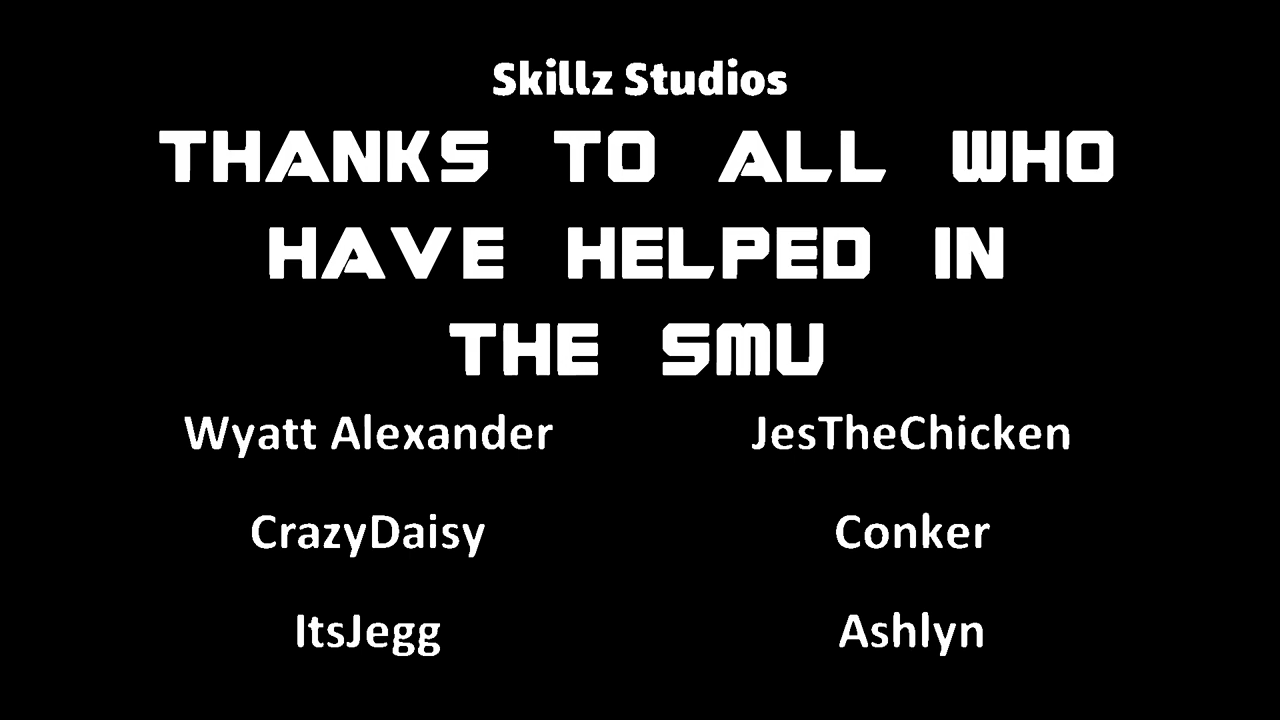 Skillz Studios
THANKS TO ALL WHO
HAVE HELPED IN
THE SMU
Wyatt Alexander JesTheChicken
CrazyDaisy Conker
ItsJegg Ashlyn